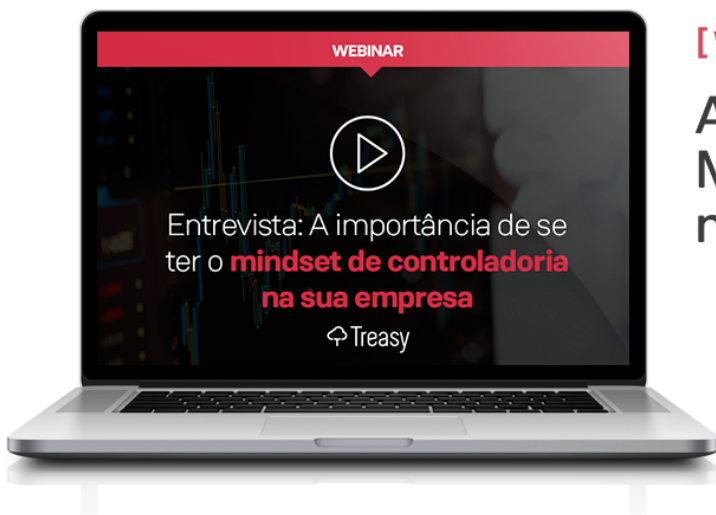 WEBINAR
Entrevista: A importância de se
ter o mindset de controladoria
na sua empresa
Treasy